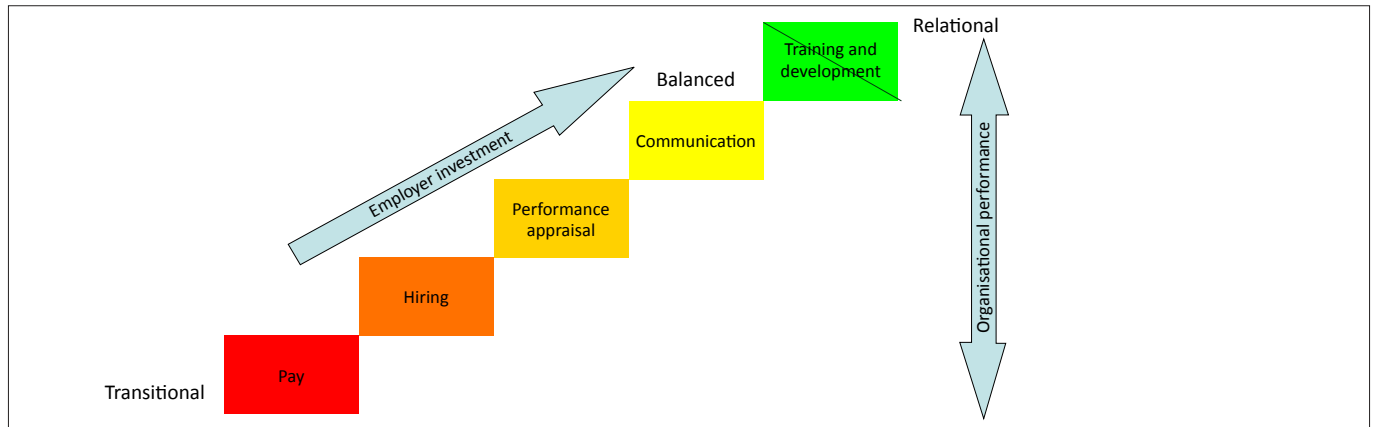 Relational
Training and
development
Balanced
Communication
Employer investment
Performance
appraisal
Organisational performance
Hiring
Pay
Transitional